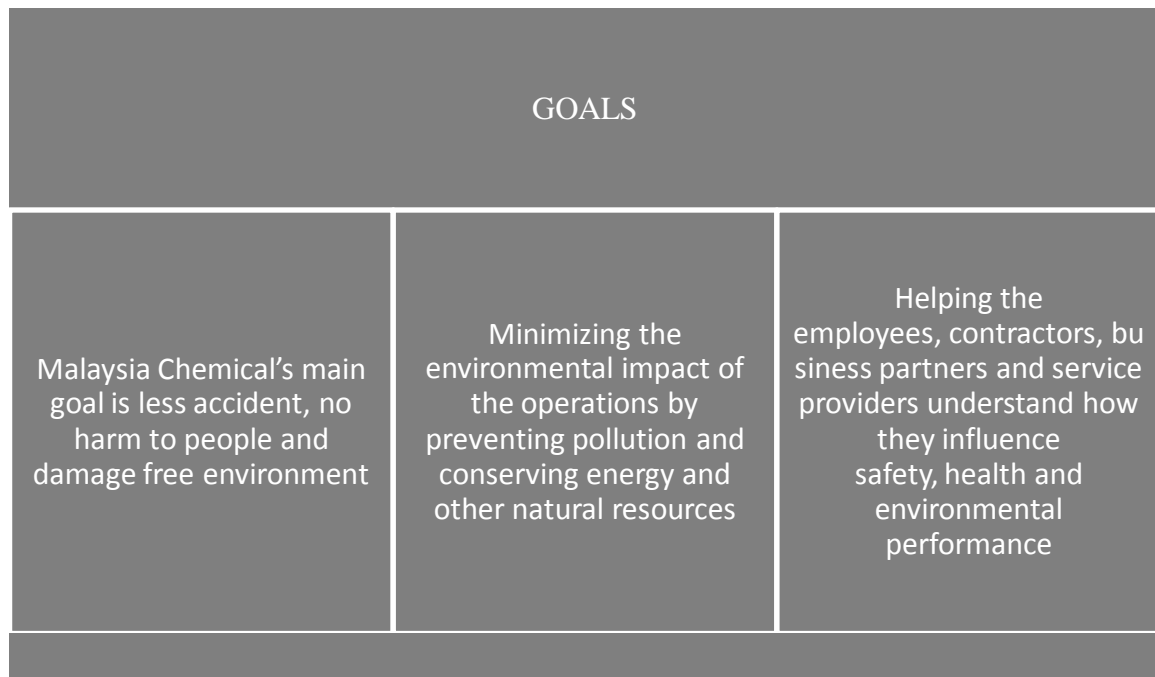 GOALS
Malaysia Chemical’s main
goal is less accident, no
harm to people and
damage free environment
Minimizing the
environmental impact of
the operations by
preventing pollution and
conserving energy and
other natural resources
Helping the
employees, contractors, bu
siness partners and service
providers understand how
they influence
safety, health and
environmental
performance